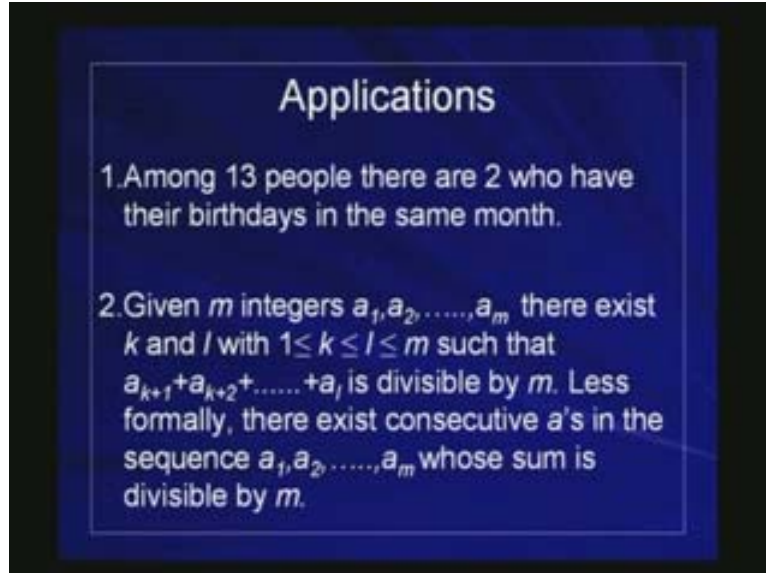 Applications
1.Among 13 people there are 2 who have
their birthdays in the same month.
2.Given m integers a₁,a₂,.....,aₘ there exist
k and l with 1≤ k ≤ l ≤ m such that
aₖ₊₁+aₖ₊₂+......+aₗ is divisible by m. Less
formally, there exist consecutive a's in the
sequence a₁,a₂,.....,aₘ whose sum is
divisible by m.